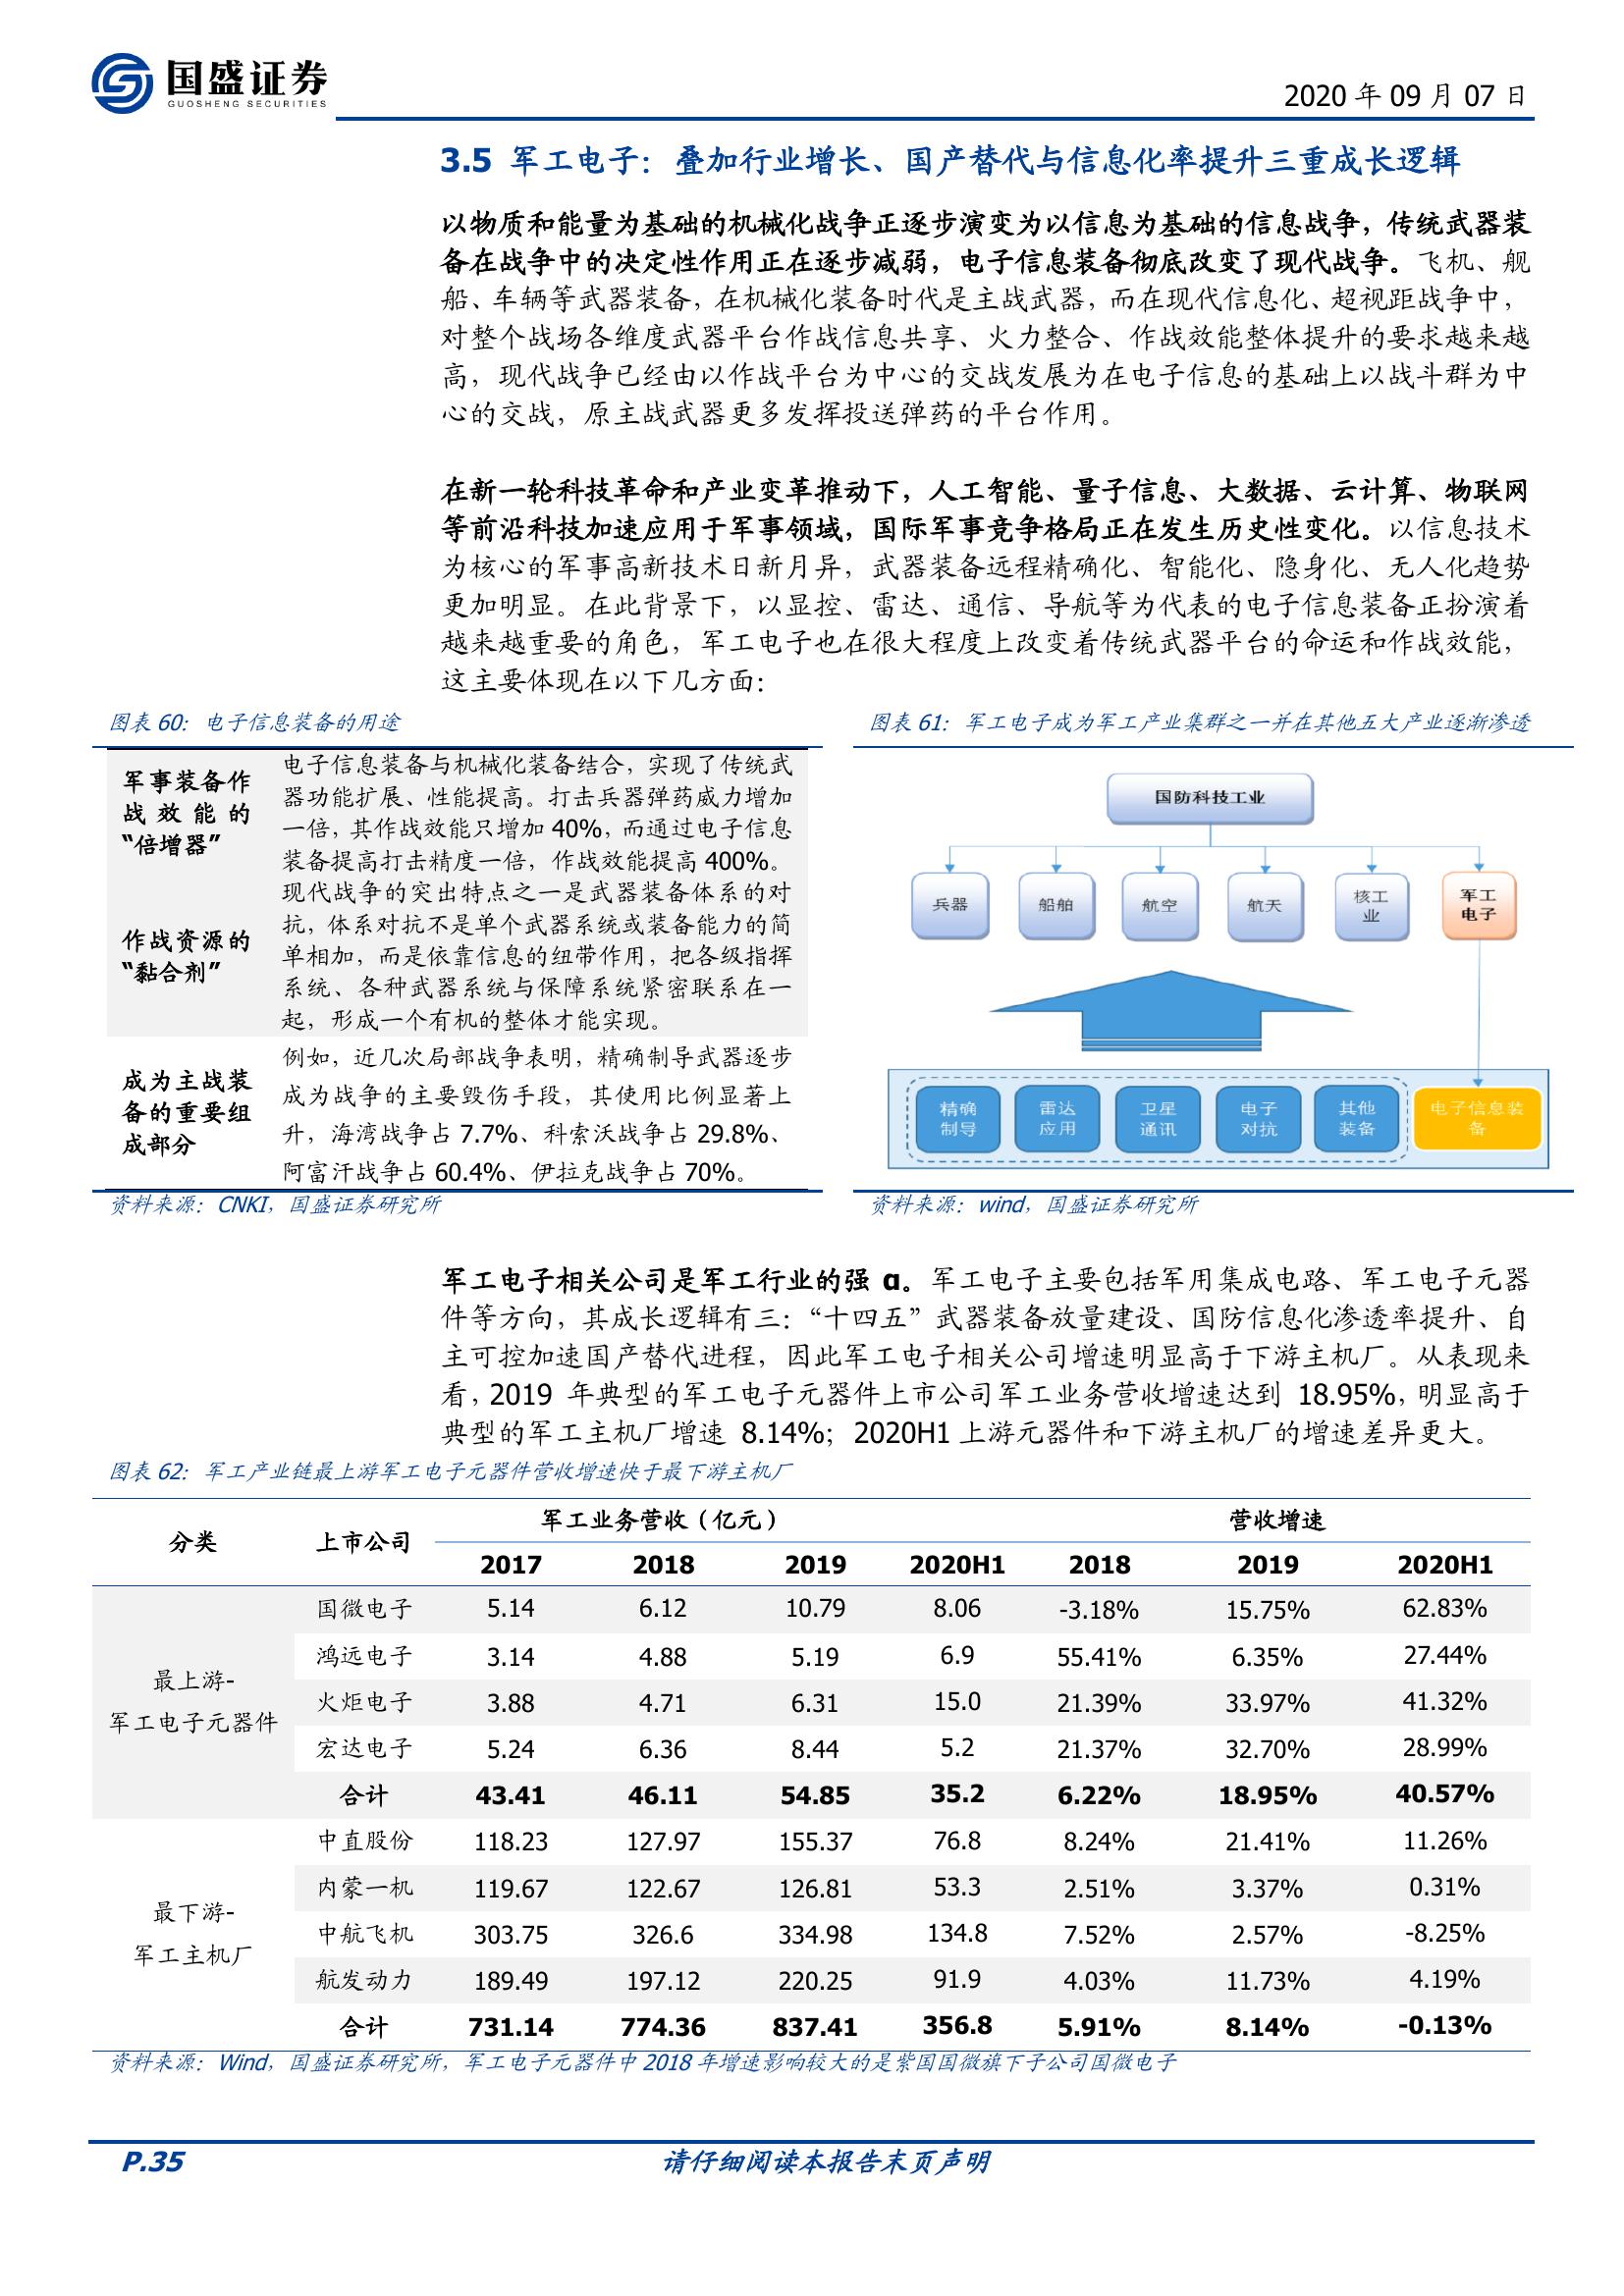 国盛证券
GUOSHENG SECURITIES
2020 年 09 月 07 日
3.5 军工电子：叠加行业增长、国产替代与信息化率提升三重成长逻辑
以物质和能量为基础的机械化战争正逐步演变为以信息为基础的信息战争，传统武器装
备在战争中的决定性作用正在逐步减弱，电子信息装备彻底改变了现代战争。飞机、舰
船、车辆等武器装备，在机械化装备时代是主战武器，而在现代信息化、超视距战争中，
对整个战场各维度武器平台作战信息共享、火力整合、作战效能整体提升的要求越来越
高，现代战争已经由以作战平台为中心的交战发展为在电子信息的基础上以战斗群为中
心的交战，原主战武器更多发挥投送弹药的平台作用。
在新一轮科技革命和产业变革推动下，人工智能、量子信息、大数据、云计算、物联网
等前沿科技加速应用于军事领域，国际军事竞争格局正在发生历史性变化。以信息技术
为核心的军事高新技术日新月异，武器装备远程精确化、智能化、隐身化、无人化趋势
更加明显。在此背景下，以显控、雷达、通信、导航等为代表的电子信息装备正扮演着
越来越重要的角色，军工电子也在很大程度上改变着传统武器平台的命运和作战效能，
这主要体现在以下几方面：
图表 60：电子信息装备的用途
军事装备作
战效能的
“倍增器”
电子信息装备与机械化装备结合，实现了传统武
器功能扩展、性能提高。打击兵器弹药威力增加
一倍，其作战效能只增加 40%，而通过电子信息
装备提高打击精度一倍，作战效能提高 400%。
作战资源的
“黏合剂”
现代战争的突出特点之一是武器装备体系的对
抗，体系对抗不是单个武器系统或装备能力的简
单相加，而是依靠信息的纽带作用，把各级指挥
系统、各种武器系统与保障系统紧密联系在一
起，形成一个有机的整体才能实现。
成为主战装
备的重要组
成部分
例如，近几次局部战争表明，精确制导武器逐步
成为战争的主要毁伤手段，其使用比例显著上
升，海湾战争占 7.7%、科索沃战争占 29.8%、
阿富汗战争占 60.4%、伊拉克战争占 70%。
资料来源：CNKI，国盛证券研究所
图表 61：军工电子成为军工产业集群之一并在其他五大产业逐渐渗透
国防科技工业
兵器 船舶 航空 航天 核工业 军工电子
精确制导 雷达应用 卫星通讯 电子对抗 其他装备 电子信息装备
资料来源：wind，国盛证券研究所
军工电子相关公司是军工行业的强 α。军工电子主要包括军用集成电路、军工电子元器
件等方向，其成长逻辑有三：“十四五”武器装备放量建设、国防信息化渗透率提升、自
主可控加速国产替代进程，因此军工电子相关公司增速明显高于下游主机厂。从表现来
看，2019 年典型的军工电子元器件上市公司军工业务营收增速达到 18.95%，明显高于
典型的军工主机厂增速 8.14%；2020H1 上游元器件和下游主机厂的增速差异更大。
图表 62：军工产业链最上游军工电子元器件营收增速快于最下游主机厂
分类 上市公司 军工业务营收（亿元） 营收增速
2017 2018 2019 2020H1 2018 2019 2020H1
最上游-
军工电子元器件
国微电子 5.14 6.12 10.79 8.06 -3.18% 15.75% 62.83%
鸿远电子 3.14 4.88 5.19 6.9 55.41% 6.35% 27.44%
火炬电子 3.88 4.71 6.31 15.0 21.39% 33.97% 41.32%
宏达电子 5.24 6.36 8.44 5.2 21.37% 32.70% 28.99%
合计 43.41 46.11 54.85 35.2 6.22% 18.95% 40.57%
最下游-
军工主机厂
中直股份 118.23 127.97 155.37 76.8 8.24% 21.41% 11.26%
内蒙一机 119.67 122.67 126.81 53.3 2.51% 3.37% 0.31%
中航飞机 303.75 326.6 334.98 134.8 7.52% 2.57% -8.25%
航发动力 189.49 197.12 220.25 91.9 4.03% 11.73% 4.19%
合计 731.14 774.36 837.41 356.8 5.91% 8.14% -0.13%
资料来源：Wind，国盛证券研究所，军工电子元器件中 2018 年增速影响较大的是紫国国微旗下子公司国微电子
P.35
请仔细阅读本报告末页声明